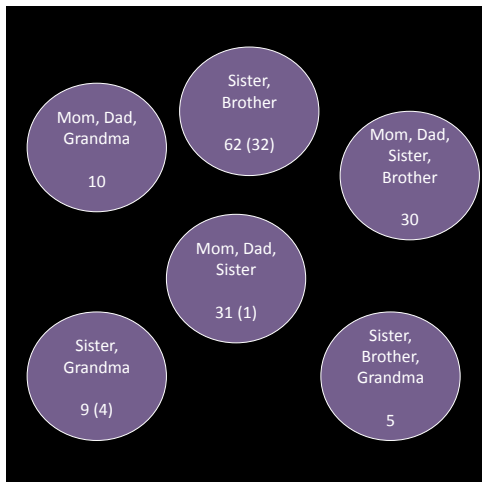 Sister,
Brother
62 (32)
Mom, Dad,
Grandma
10
Mom, Dad,
Sister,
Brother
30
Mom, Dad,
Sister
31 (1)
Sister,
Grandma
9 (4)
Sister,
Brother,
Grandma
5